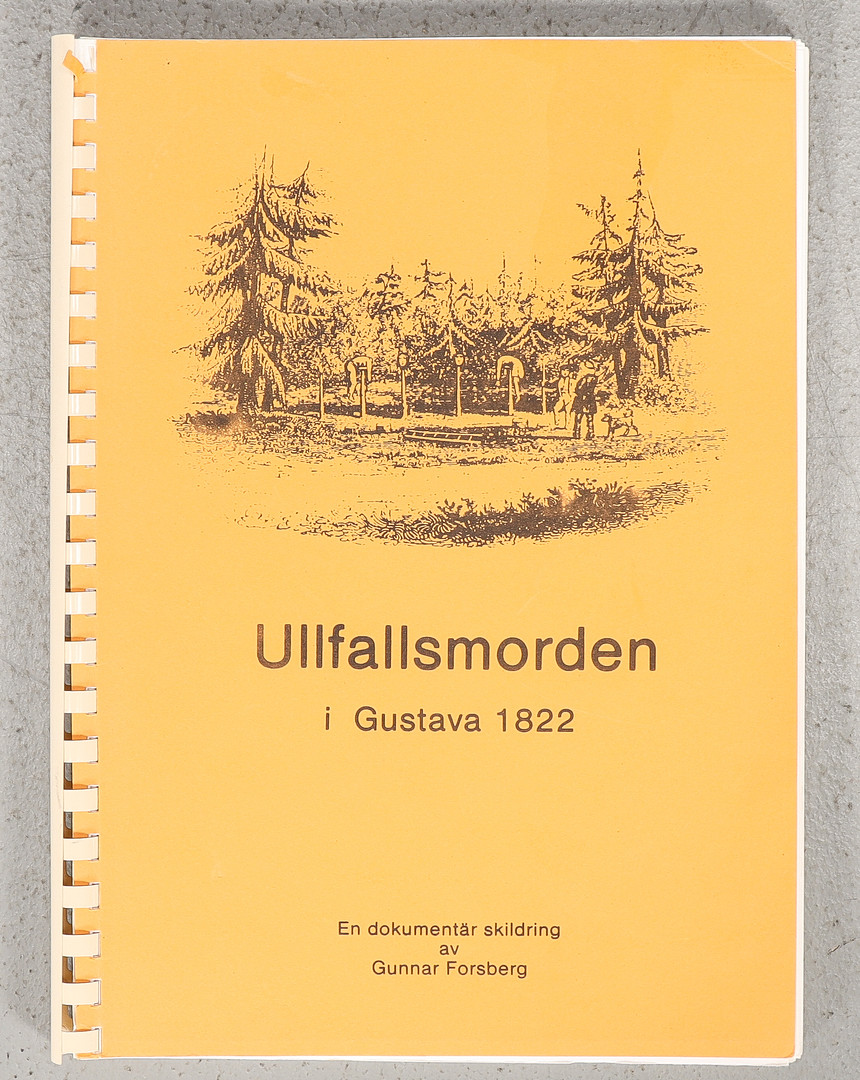 Ullfallsmorden
i Gustava 1822
En dokumentär skildring
av
Gunnar Forsberg